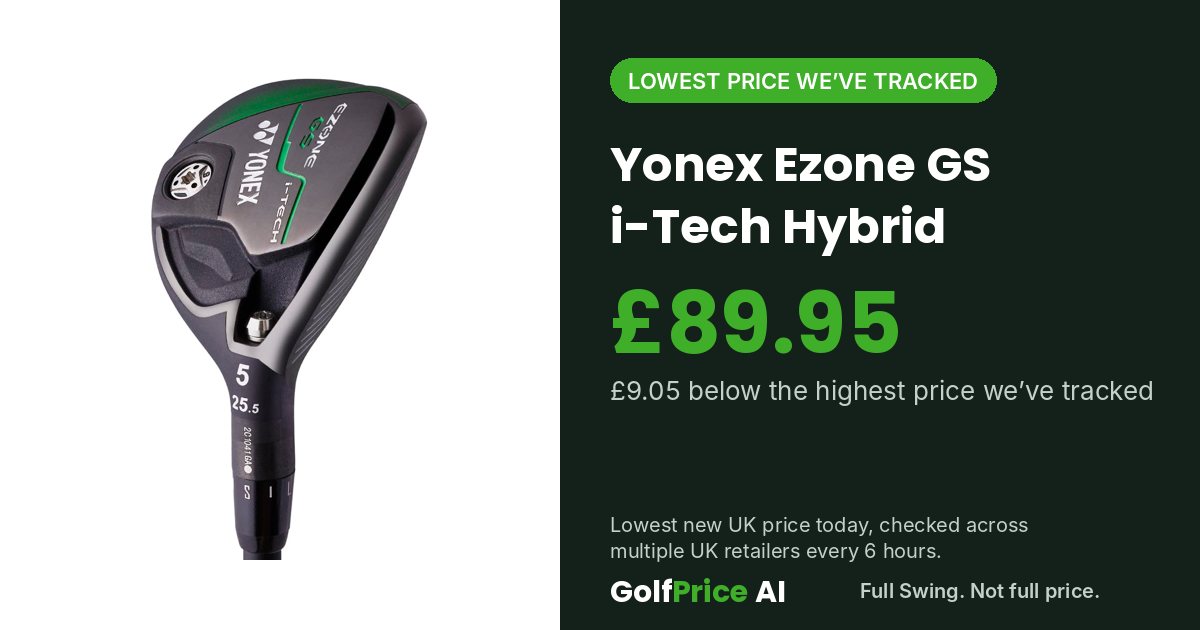 YONEX
EZONE
GS
i-TECH
5
25.5
S
LOWEST PRICE WE’VE TRACKED
Yonex Ezone GS
i-Tech Hybrid
£89.95
£9.05 below the highest price we’ve tracked
Lowest new UK price today, checked across
multiple UK retailers every 6 hours.
GolfPrice AI
Full Swing. Not full price.